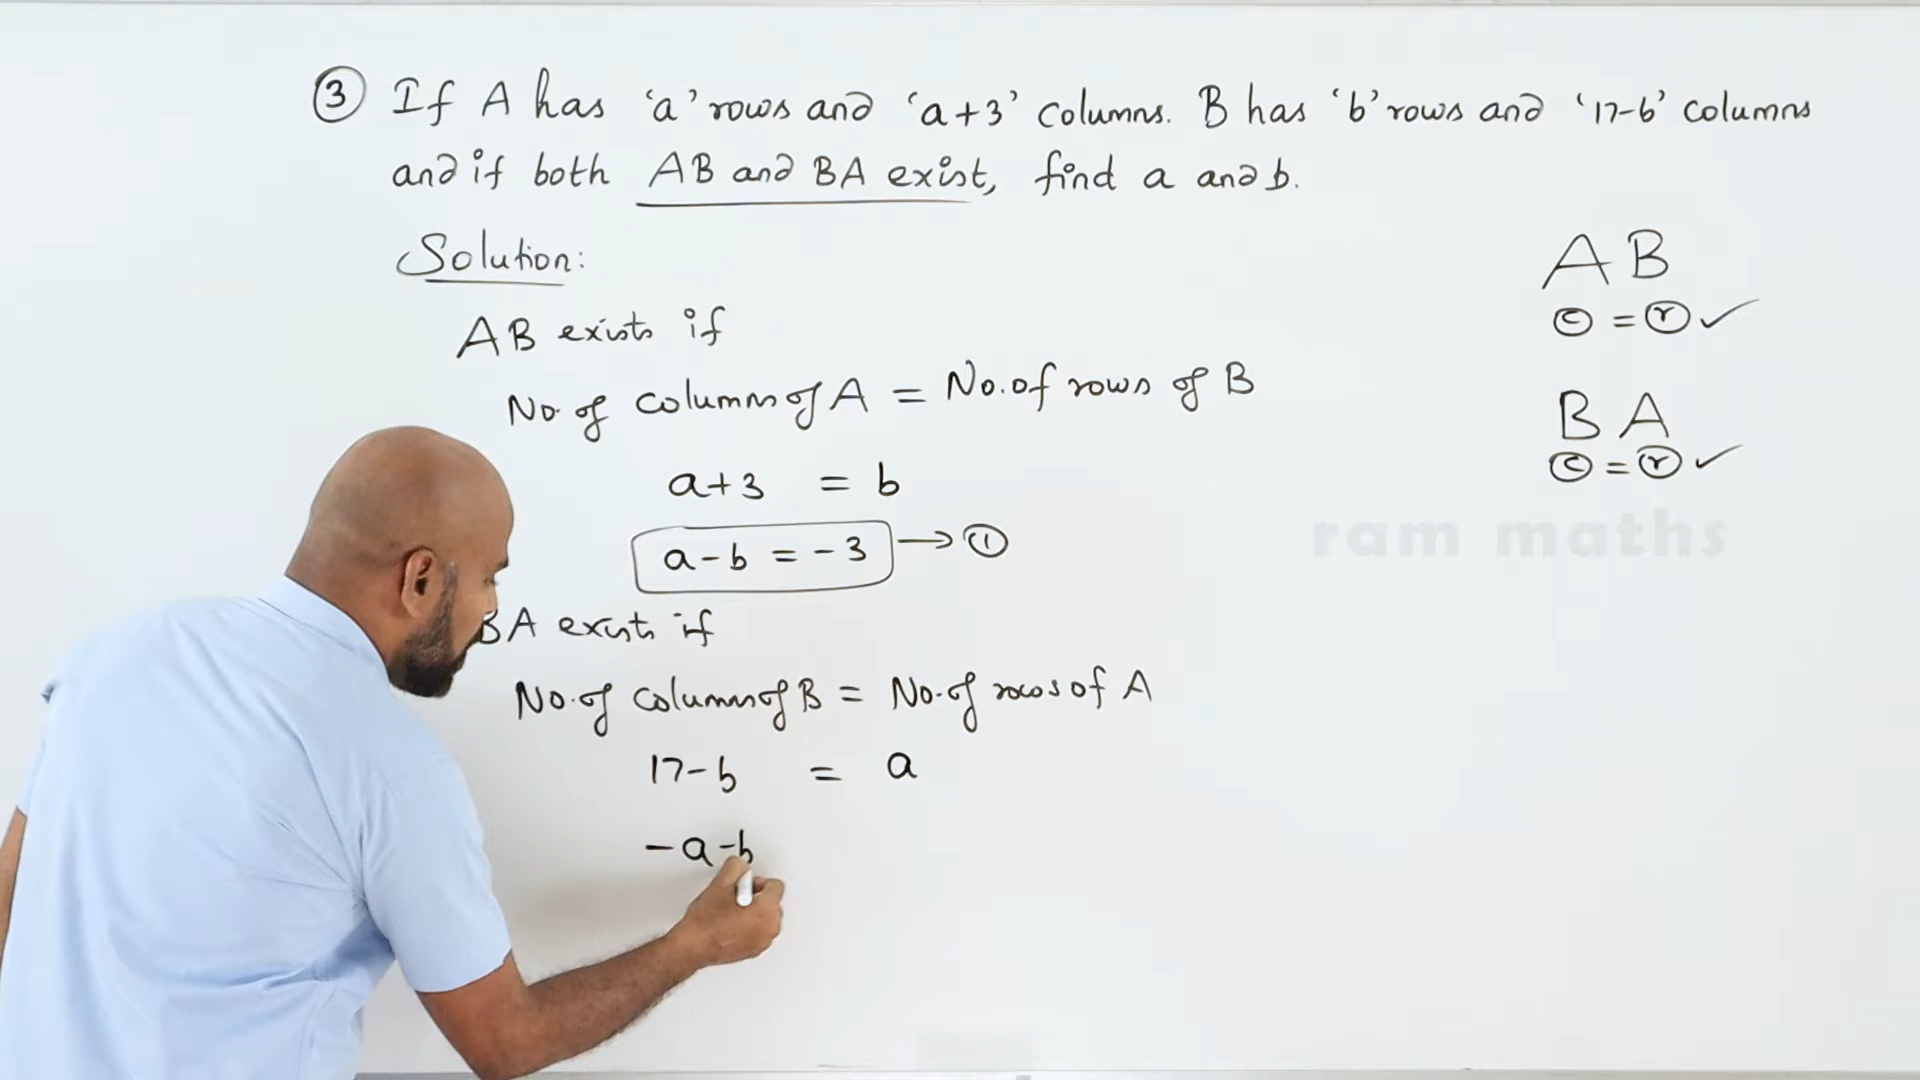 ③ If A has ‘a’ rows and ‘a+3’ columns. B has ‘b’ rows and ‘17-b’ columns
and if both AB and BA exist, find a and b.
Solution:
AB exists if
No. of columns of A = No. of rows of B
a+3 = b
a-b = -3 → ①
BA exists if
No. of columns of B = No. of rows of A
17-b = a
-a-b
A B
ⓒ = ⓡ ✓
B A
ⓒ = ⓡ ✓
ram maths